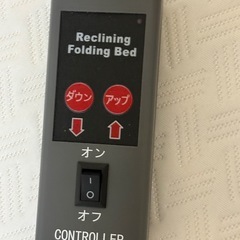 Reclining
Folding Bed
ダウン アップ
オン
I
O
オフ
CONTROLLER